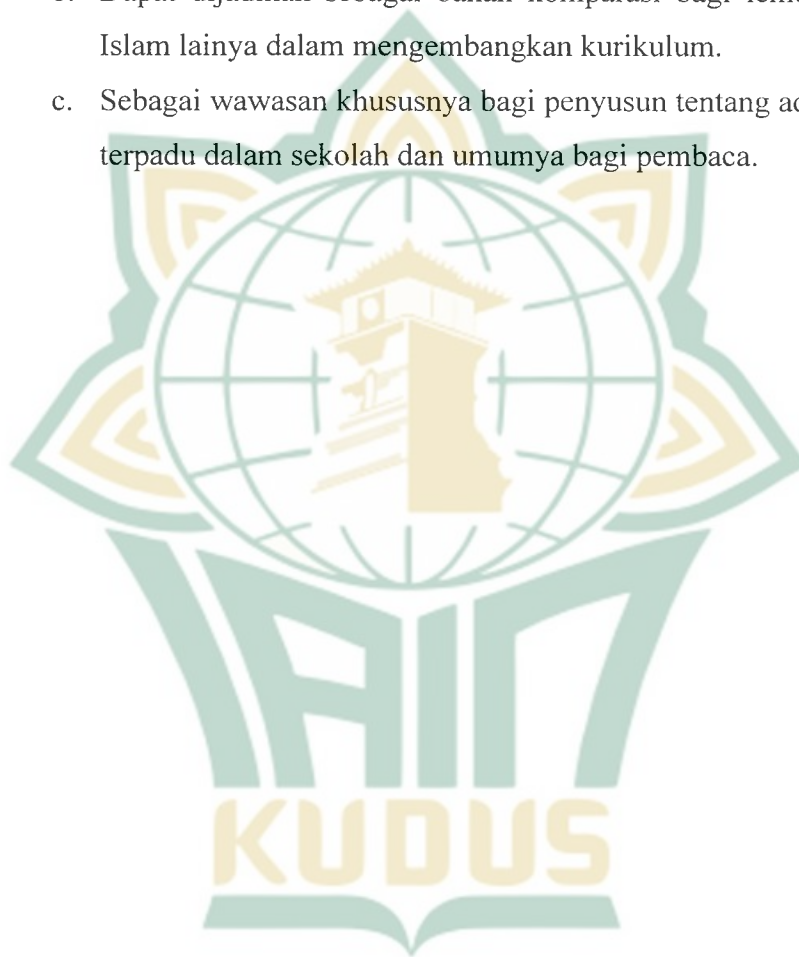 Islam lainya dalam mengembangkan kurikulum.
c. Sebagai wawasan khususnya bagi penyusun tentang
terpadu dalam sekolah dan umumya bagi pembaca.
IAIN
KUDUS